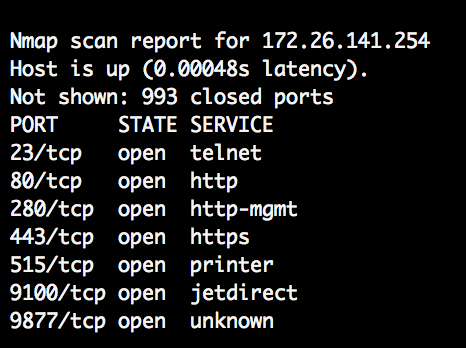 Nmap scan report for 172.26.141.254
Host is up (0.00048s latency).
Not shown: 993 closed ports
PORT     STATE SERVICE
23/tcp   open  telnet
80/tcp   open  http
280/tcp  open  http-mgmt
443/tcp  open  https
515/tcp  open  printer
9100/tcp open  jetdirect
9877/tcp open  unknown